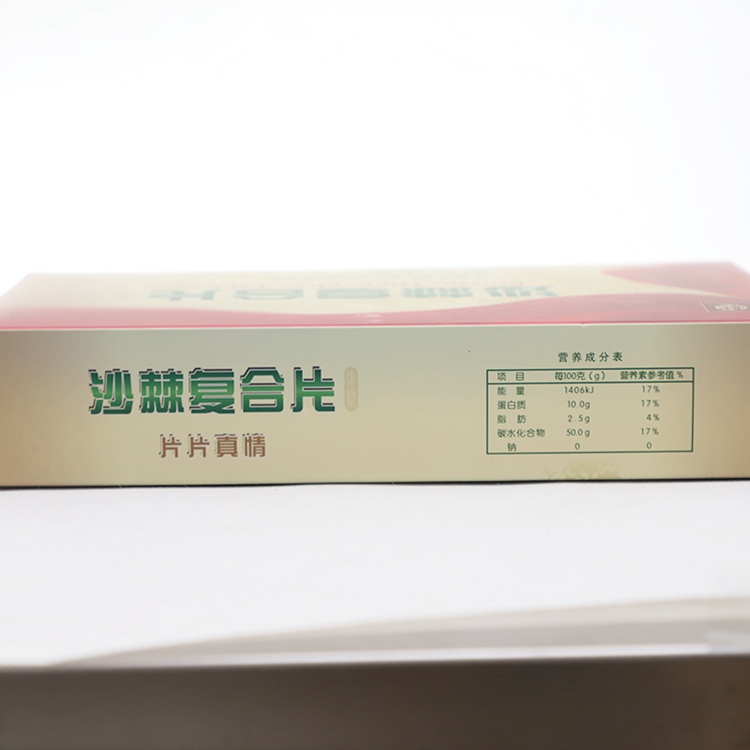 沙棘复合片
片片真情
营养成分表
项目 每100克(g) 营养素参考值%
能量 1406kJ 17%
蛋白质 10.0g 17%
脂肪 2.5g 4%
碳水化合物 50.0g 17%
钠 0 0